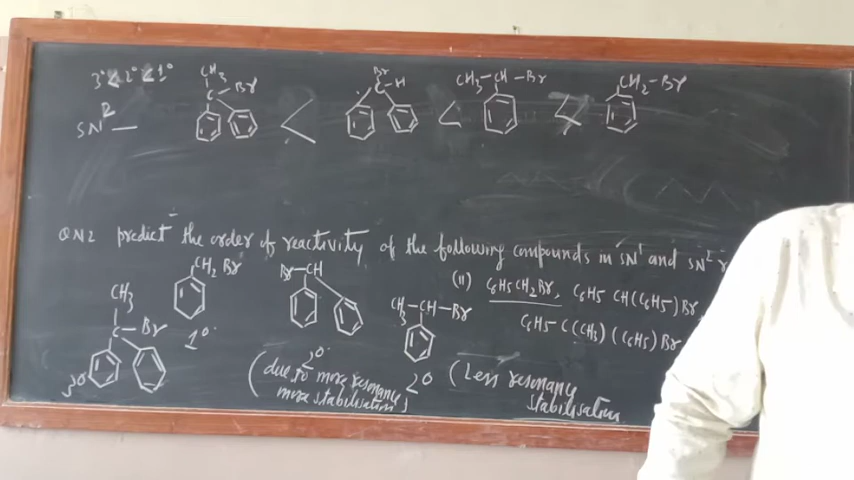 3° < 2° < 1°
SN² —
CH₃
C — Br
<
Br
C — H
<
CH₃ — CH — Br
<
CH₂ — Br
QN2 predict the order of reactivity of the following compounds in SN¹ and SN²
(ii) C₆H₅CH₂Br, C₆H₅ CH(C₆H₅)Br
C₆H₅ C(CH₃)(C₆H₅)Br
CH₃
C — Br
3°
CH₂ Br
1°
Br — CH
2°
(due to more resonance
more stabilisation)
CH₃ — CH — Br
2°
(Less resonance
stabilisation